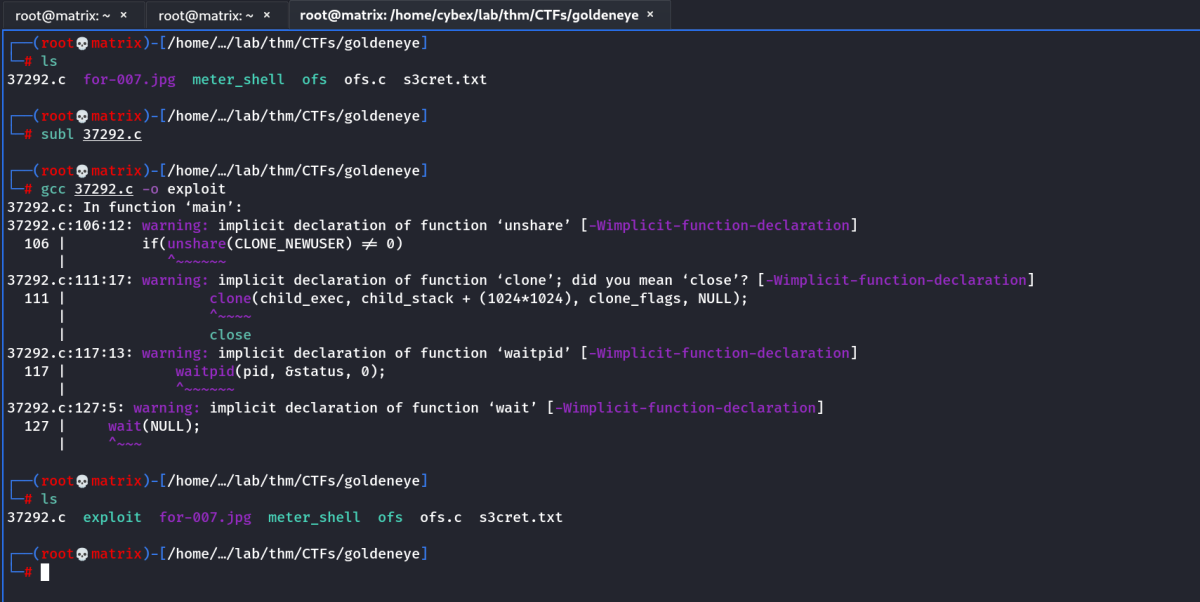 root@matrix: ~ × root@matrix: ~ × root@matrix: /home/cybex/lab/thm/CTFs/goldeneye ×
┌──(root💀matrix)-[/home/…/lab/thm/CTFs/goldeneye]
└─# ls
37292.c for-007.jpg meter_shell ofs ofs.c s3cret.txt
┌──(root💀matrix)-[/home/…/lab/thm/CTFs/goldeneye]
└─# subl 37292.c
┌──(root💀matrix)-[/home/…/lab/thm/CTFs/goldeneye]
└─# gcc 37292.c -o exploit
37292.c: In function ‘main’:
37292.c:106:12: warning: implicit declaration of function ‘unshare’ [-Wimplicit-function-declaration]
106 | if(unshare(CLONE_NEWUSER) != 0)
| ^~~~~~~
37292.c:111:17: warning: implicit declaration of function ‘clone’; did you mean ‘close’? [-Wimplicit-function-declaration]
111 | clone(child_exec, child_stack + (1024*1024), clone_flags, NULL);
| ^~~~~
| close
37292.c:117:13: warning: implicit declaration of function ‘waitpid’ [-Wimplicit-function-declaration]
117 | waitpid(pid, &status, 0);
| ^~~~~~~
37292.c:127:5: warning: implicit declaration of function ‘wait’ [-Wimplicit-function-declaration]
127 | wait(NULL);
| ^~~~
┌──(root💀matrix)-[/home/…/lab/thm/CTFs/goldeneye]
└─# ls
37292.c exploit for-007.jpg meter_shell ofs ofs.c s3cret.txt
┌──(root💀matrix)-[/home/…/lab/thm/CTFs/goldeneye]
└─#